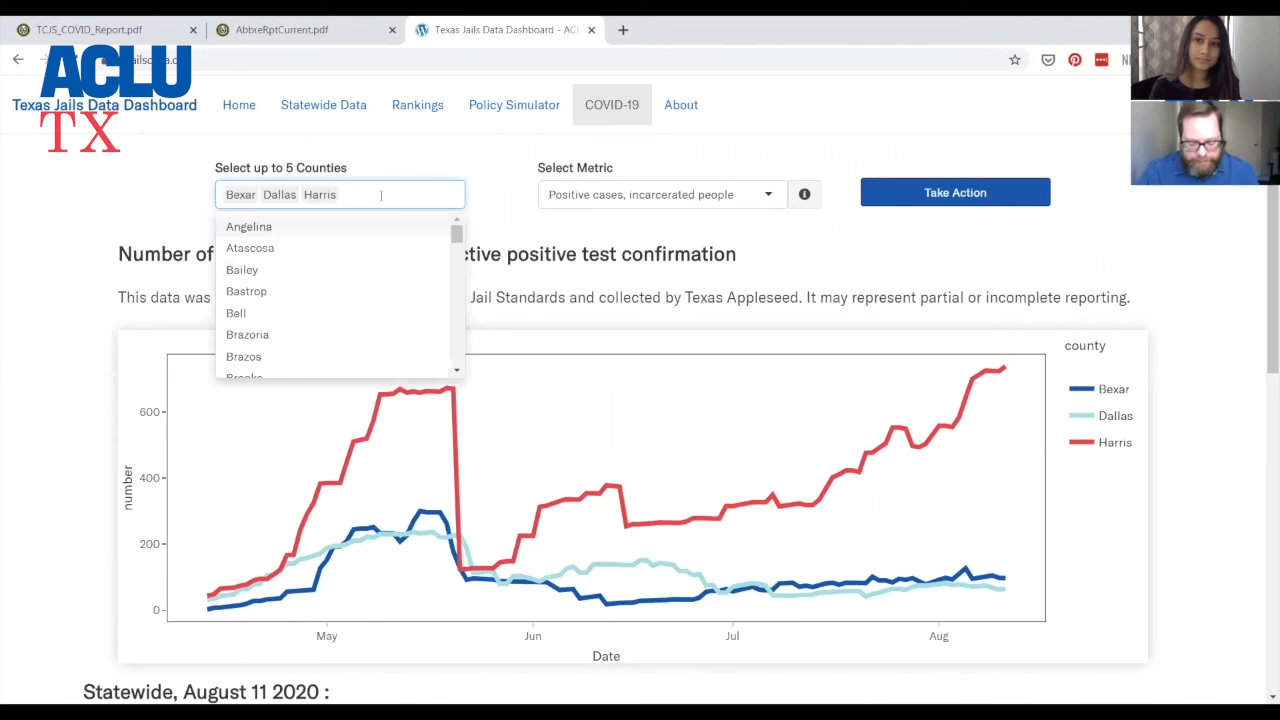 TCJS_COVID_Report.pdf
AbbreRptCurrent.pdf
Texas Jails Data Dashboard - ACL
ACLU
TX
Texas Jails Data Dashboard
Home
Statewide Data
Rankings
Policy Simulator
COVID-19
About
Select up to 5 Counties
Select Metric
Bexar Dallas Harris
Positive cases, incarcerated people
Take Action
Angelina
Atascosa
Bailey
Bastrop
Bell
Brazoria
Brazos
Number of
ctive positive test confirmation
This data was
Jail Standards and collected by Texas Appleseed. It may represent partial or incomplete reporting.
county
Bexar
Dallas
Harris
600
400
200
0
number
May
Jun
Jul
Aug
Date
Statewide, August 11 2020 :